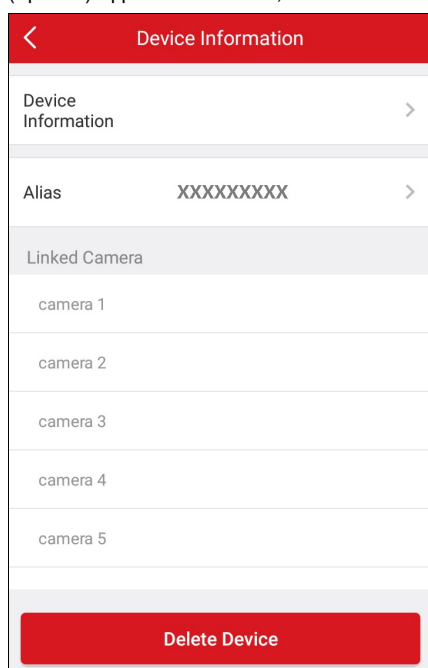 Device Information
Device
Information
Alias XXXXXXXXX
Linked Camera
camera 1
camera 2
camera 3
camera 4
camera 5
Delete Device